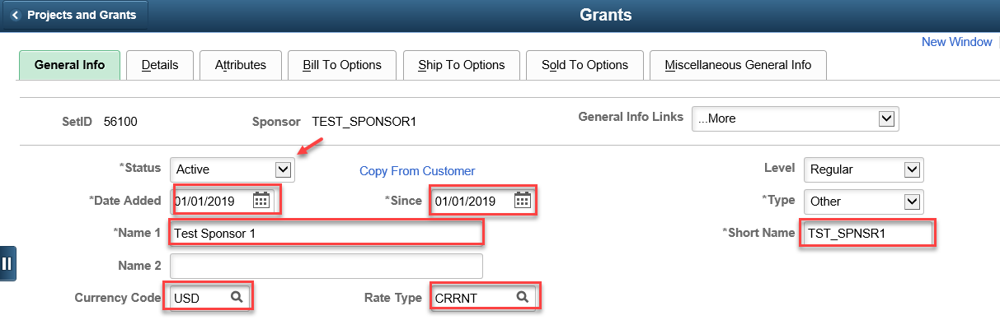 Projects and Grants
Grants
New Window
General Info Details Attributes Bill To Options Ship To Options Sold To Options Miscellaneous General Info
SetID 56100 Sponsor TEST_SPONSOR1 General Info Links ...More
*Status Active Copy From Customer Level Regular
*Date Added 01/01/2019 *Since 01/01/2019 *Type Other
*Name 1 Test Sponsor 1 *Short Name TST_SPNSR1
Name 2
Currency Code USD Rate Type CRRNT